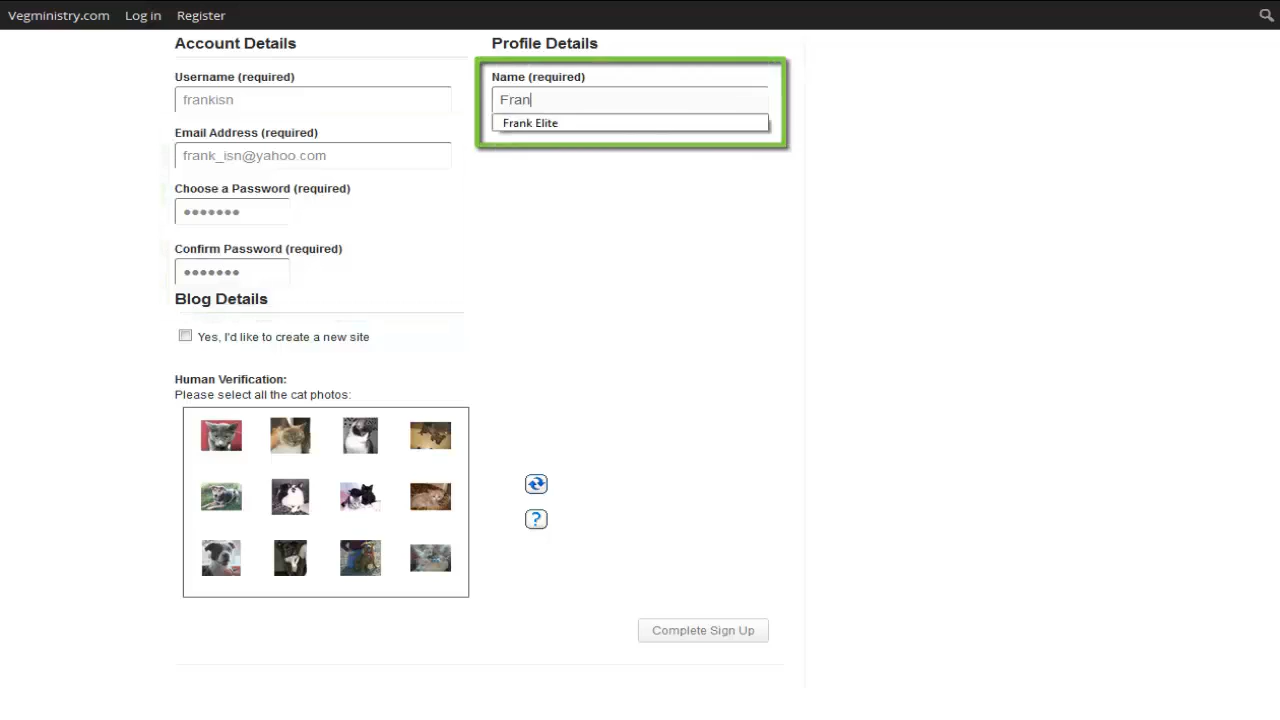 Vegministry.com Log in Register
Account Details
Username (required)
frankisn
Email Address (required)
frank_isn@yahoo.com
Choose a Password (required)
•••••••
Confirm Password (required)
•••••••
Blog Details
Yes, I'd like to create a new site
Human Verification:
Please select all the cat photos:
Profile Details
Name (required)
Fran
Frank Elite
?
Complete Sign Up